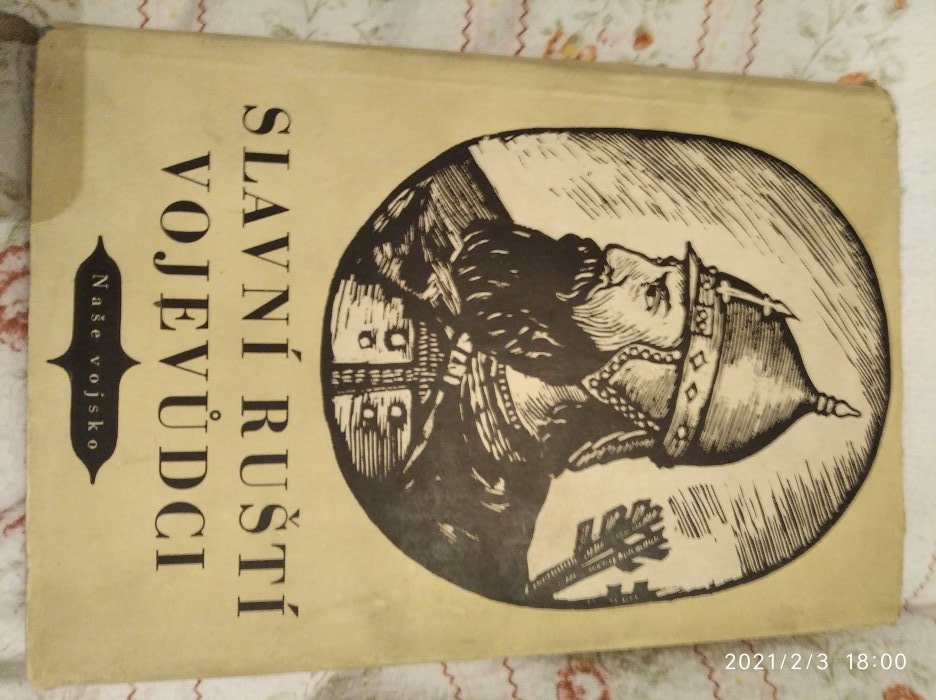 SLAVNÍ RUŠTÍ
VOJEVŮDCI
Naše vojsko
2021/2/3 18:00